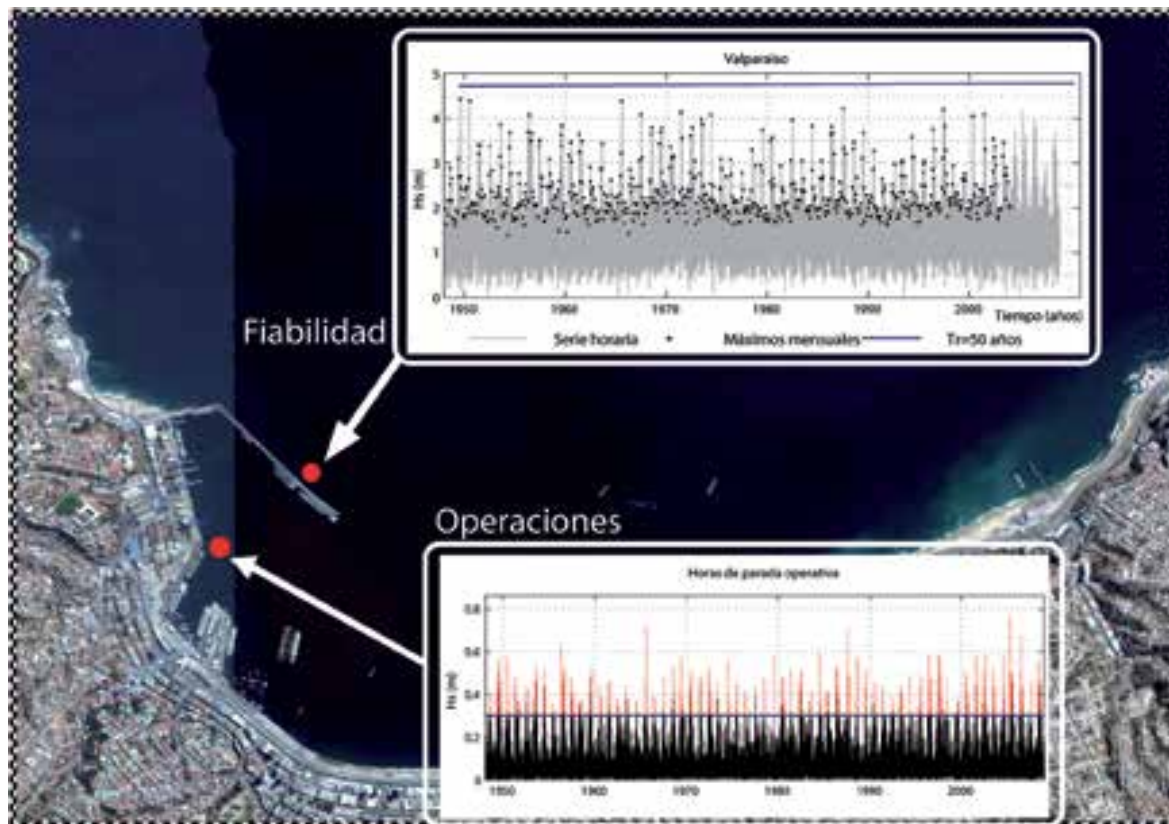 Valparaíso
5
4
3
2
1
0
Hs (m)
1950 1960 1970 1980 1990 2000
Tiempo (años)
Serie horaria Máximos mensuales Tr=50 años
Fiabilidad
Operaciones
Horas de parada operativa
0.8
0.6
0.4
0.2
0
Hs (m)
1950 1960 1970 1980 1990 2000